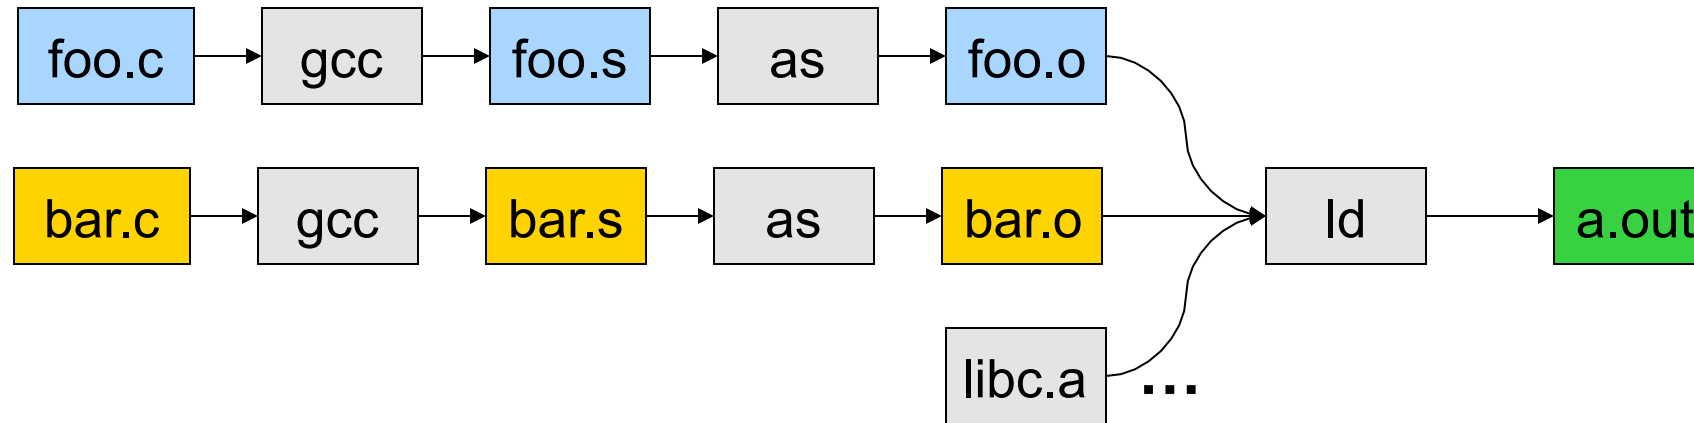 foo.c gcc foo.s as foo.o
bar.c gcc bar.s as bar.o ld a.out
libc.a ...